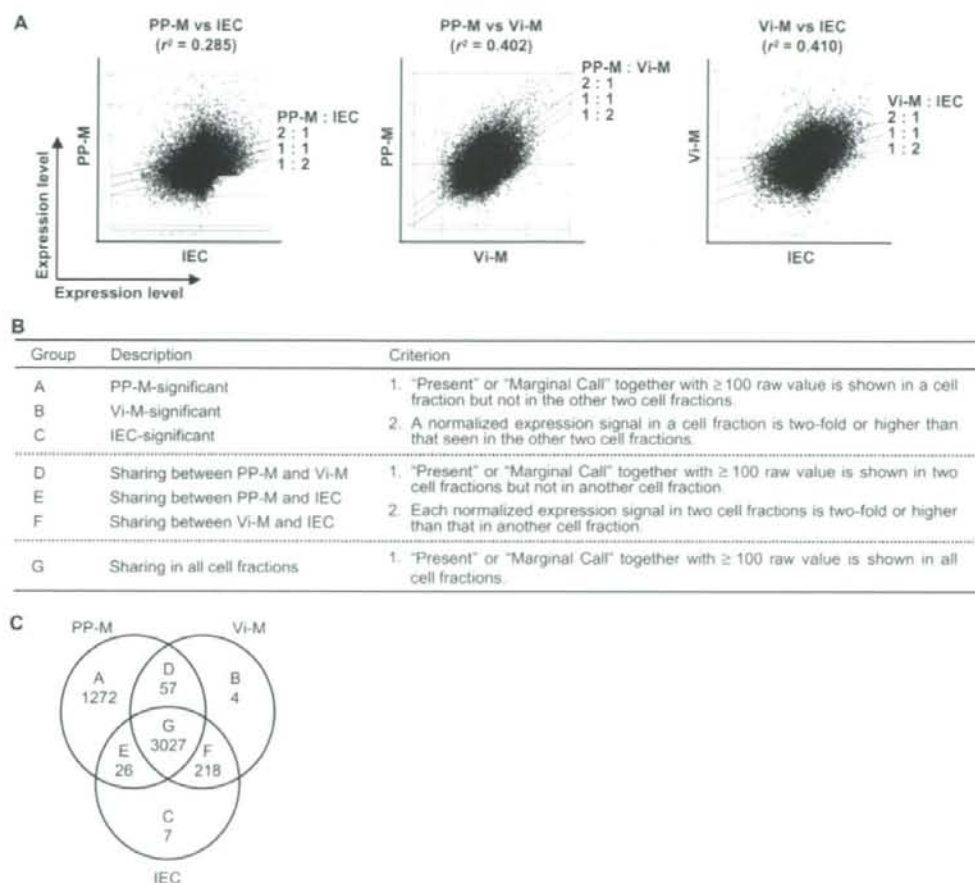 A
PP-M vs IEC
(r² = 0.285)
PP-M
IEC
PP-M : IEC
2 : 1
1 : 1
1 : 2
Expression level
Expression level
PP-M vs Vi-M
(r² = 0.402)
PP-M
Vi-M
PP-M : Vi-M
2 : 1
1 : 1
1 : 2
Vi-M vs IEC
(r² = 0.410)
Vi-M
IEC
Vi-M : IEC
2 : 1
1 : 1
1 : 2
B
Group Description Criterion
A PP-M-significant
B Vi-M-significant
C IEC-significant
1. "Present" or "Marginal Call" together with ≥ 100 raw value is shown in a cell
fraction but not in the other two cell fractions.
2. A normalized expression signal in a cell fraction is two-fold or higher than
that seen in the other two cell fractions.
D Sharing between PP-M and Vi-M
E Sharing between PP-M and IEC
F Sharing between Vi-M and IEC
1. "Present" or "Marginal Call" together with ≥ 100 raw value is shown in two
cell fractions but not in another cell fraction.
2. Each normalized expression signal in two cell fractions is two-fold or higher
than that in another cell fraction.
G Sharing in all cell fractions
1. "Present" or "Marginal Call" together with ≥ 100 raw value is shown in all
cell fractions.
C
PP-M
Vi-M
A
1272
D
57
B
4
G
3027
E
26
F
218
C
7
IEC